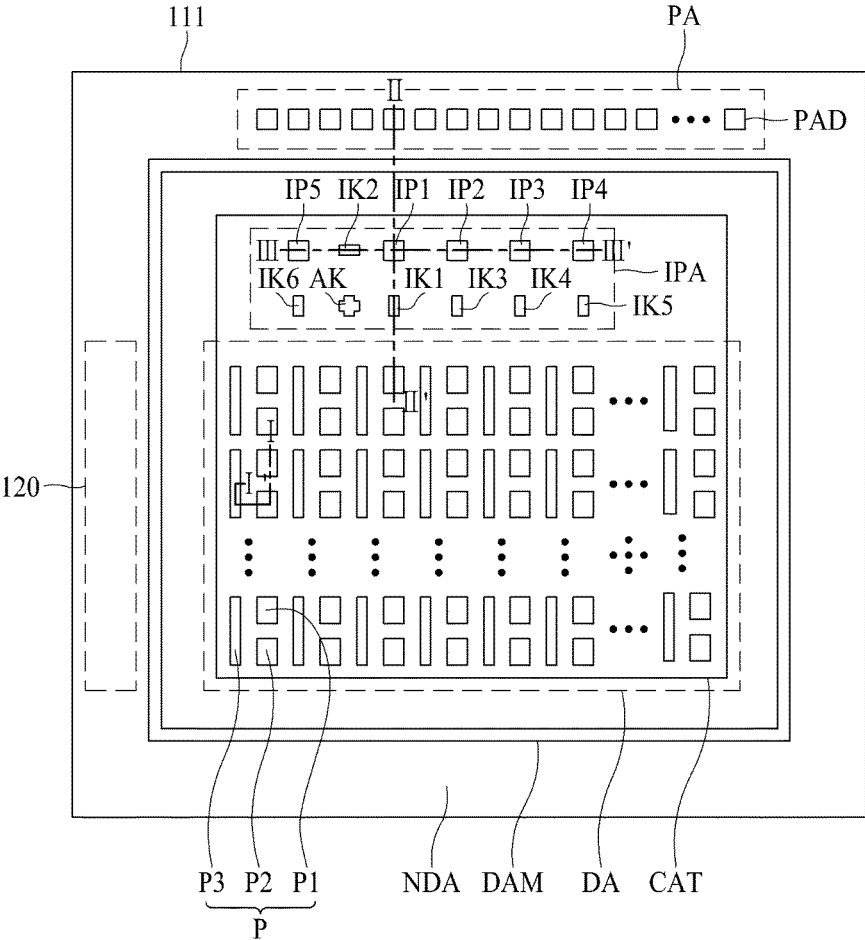 111 PA
II
PAD
IP5 IK2 IP1 IP2 IP3 IP4
III III'
IPA
IK6 AK IK1 IK3 IK4 IK5
II'
I
I'
120
P3 P2 P1 NDA DAM DA CAT
P